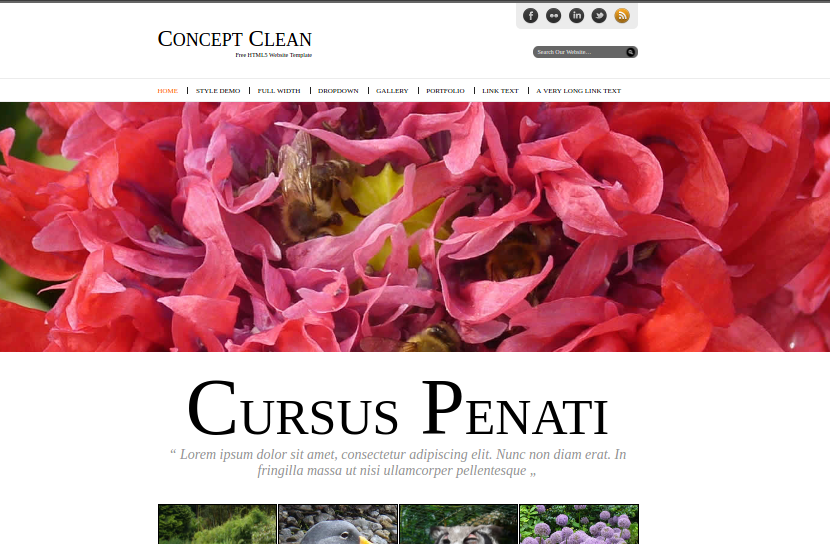 Concept Clean
Free HTML5 Website Template
Search Our Website...
HOME
STYLE DEMO
FULL WIDTH
DROPDOWN
GALLERY
PORTFOLIO
LINK TEXT
A VERY LONG LINK TEXT
Cursus Penati
“ Lorem ipsum dolor sit amet, consectetur adipiscing elit. Nunc non diam erat. In
fringilla massa ut nisi ullamcorper pellentesque „